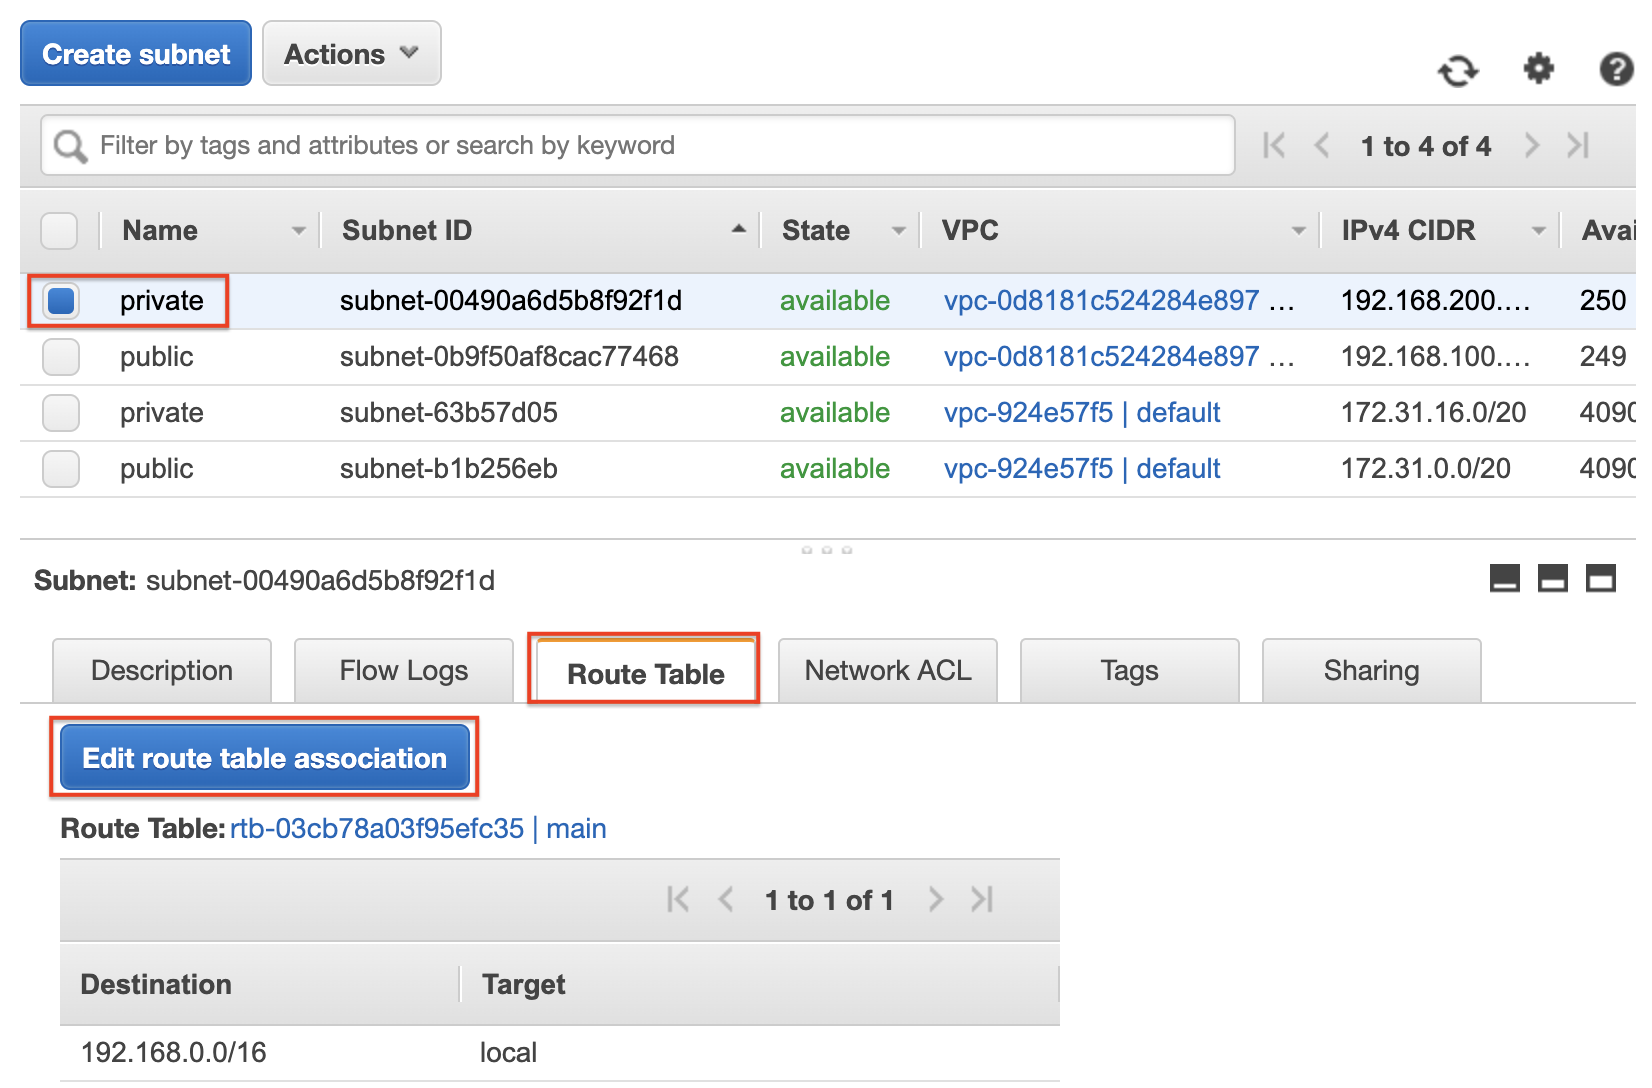 Create subnet Actions
Filter by tags and attributes or search by keyword 1 to 4 of 4
Name Subnet ID State VPC IPv4 CIDR Avai
private subnet-00490a6d5b8f92f1d available vpc-0d8181c524284e897 ... 192.168.200.... 250
public subnet-0b9f50af8cac77468 available vpc-0d8181c524284e897 ... 192.168.100.... 249
private subnet-63b57d05 available vpc-924e57f5 | default 172.31.16.0/20 4090
public subnet-b1b256eb available vpc-924e57f5 | default 172.31.0.0/20 4090
Subnet: subnet-00490a6d5b8f92f1d
Description Flow Logs Route Table Network ACL Tags Sharing
Edit route table association
Route Table: rtb-03cb78a03f95efc35 | main
1 to 1 of 1
Destination Target
192.168.0.0/16 local